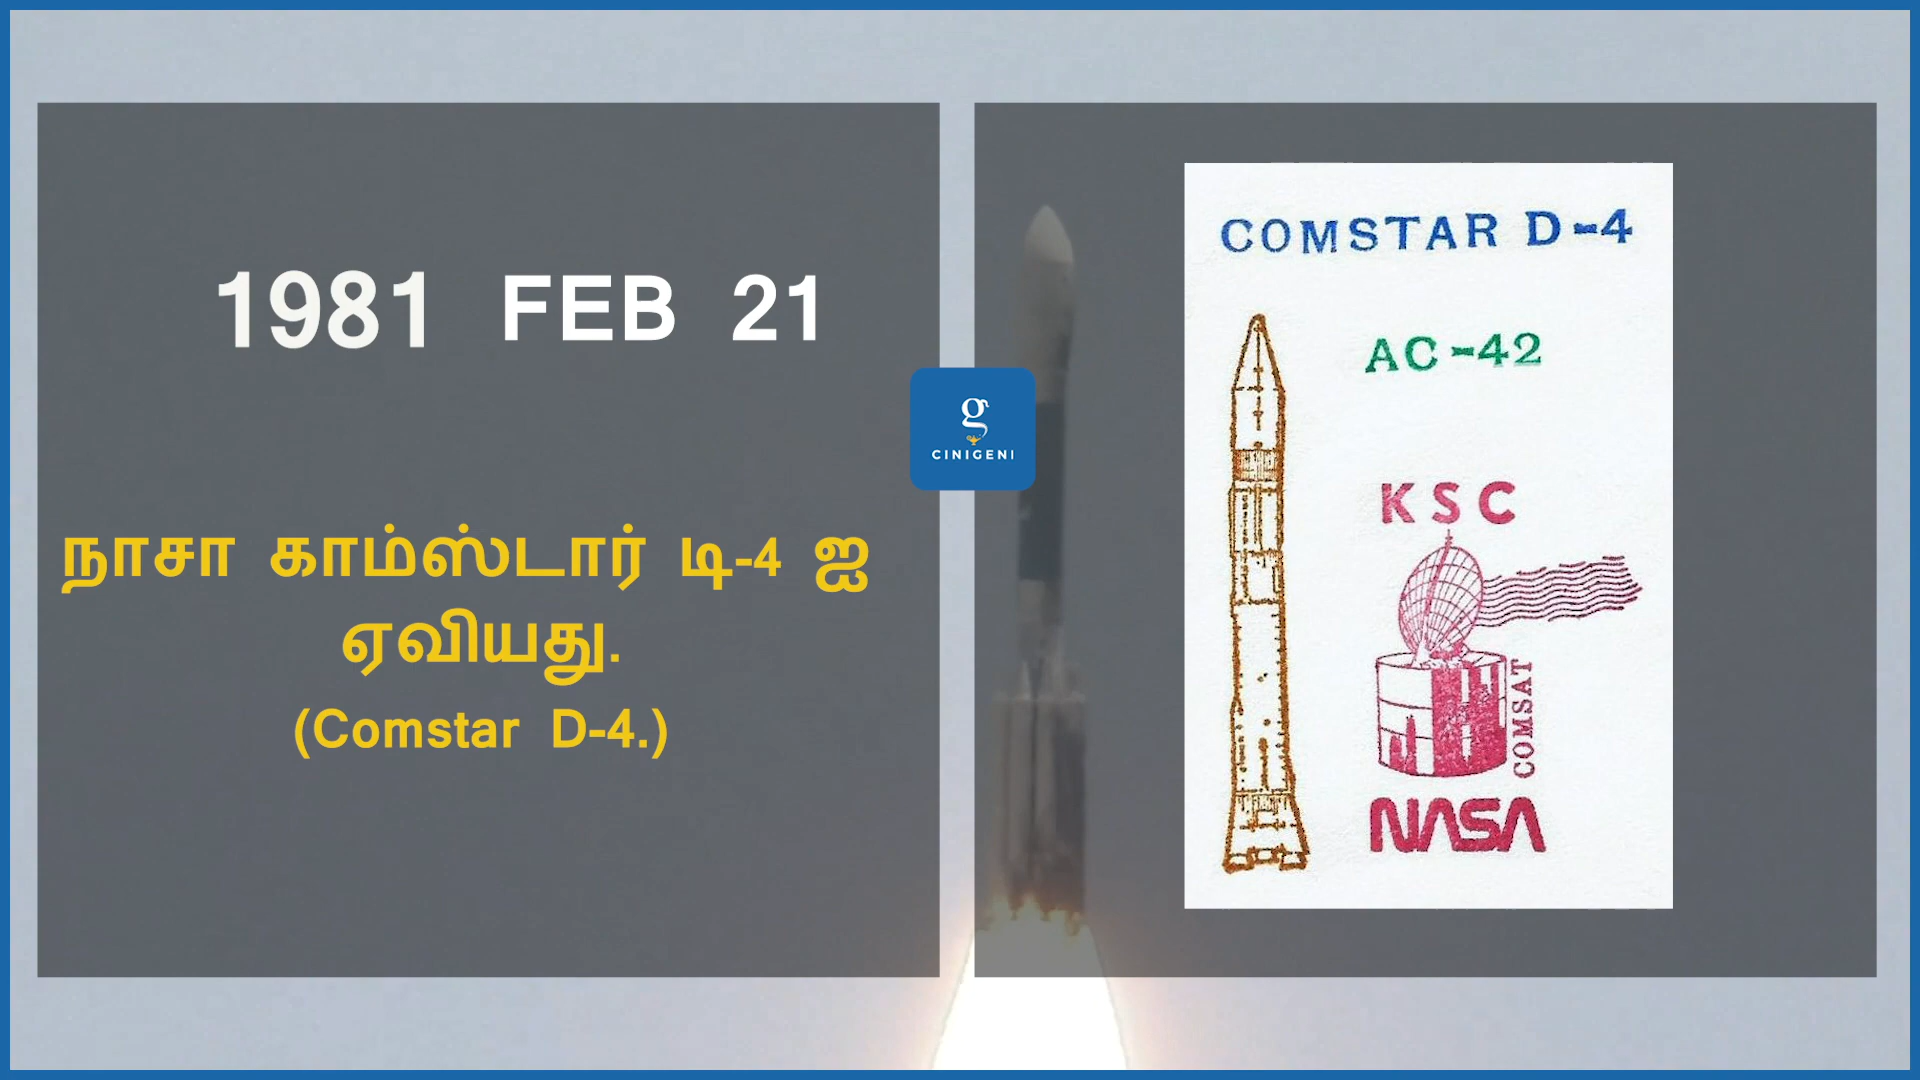 1981 FEB 21
நாசா காம்ஸ்டார் டி-4 ஐ
ஏவியது.
(Comstar D-4.)
g
CINIGENI
COMSTAR D-4
AC-42
KSC
COMSAT
NASA